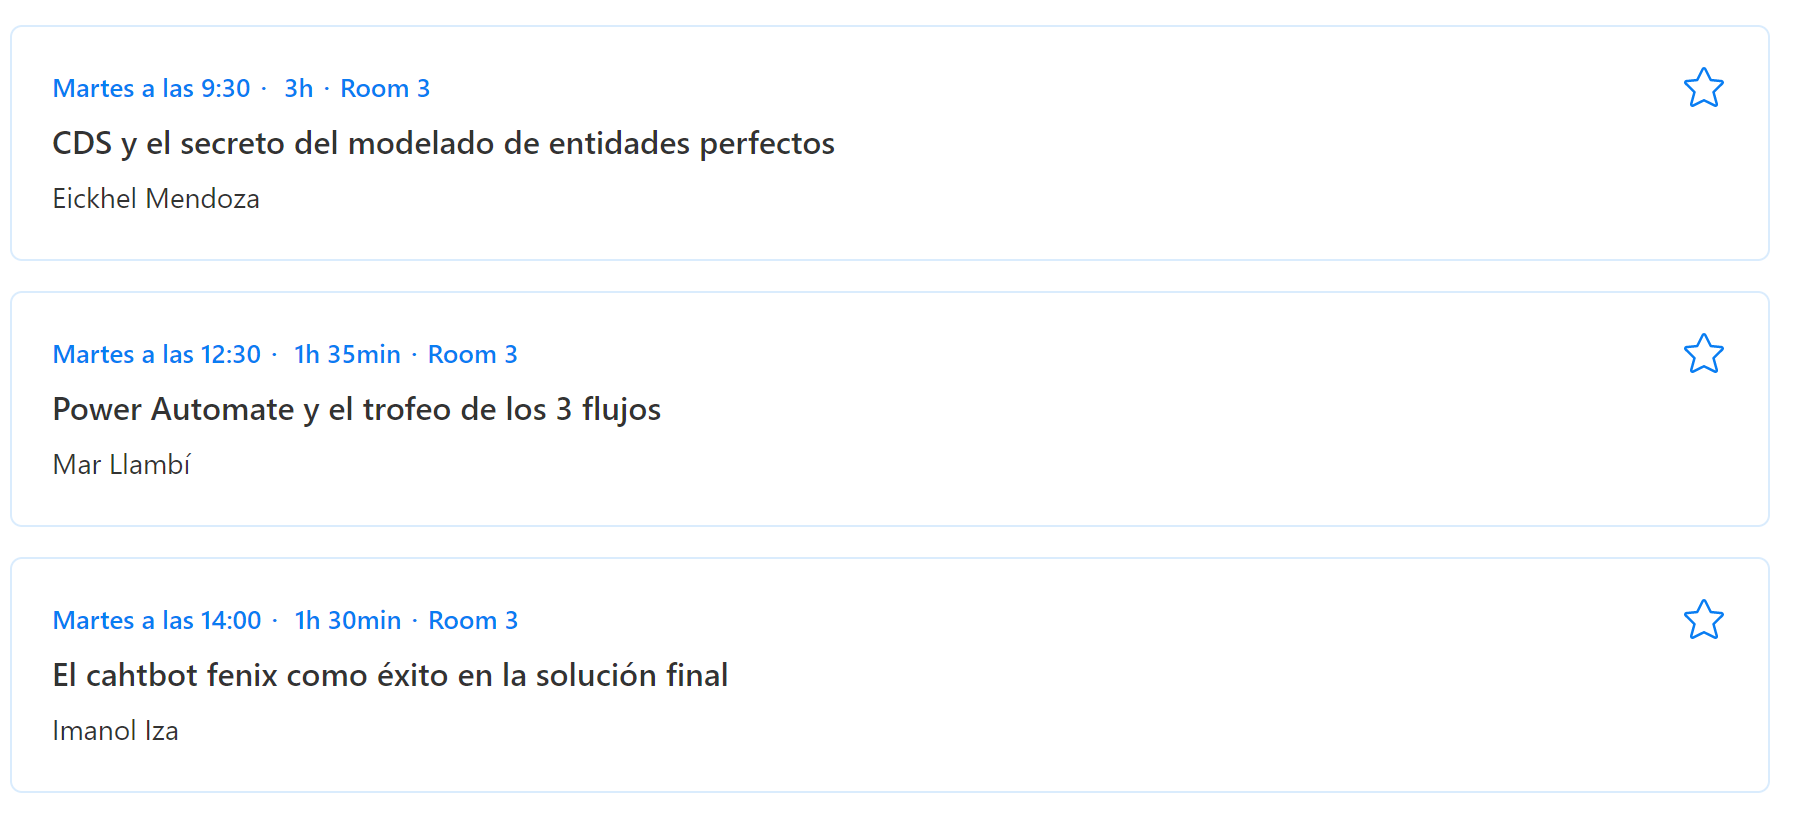 Martes a las 9:30 · 3h · Room 3
CDS y el secreto del modelado de entidades perfectos
Eickhel Mendoza
Martes a las 12:30 · 1h 35min · Room 3
Power Automate y el trofeo de los 3 flujos
Mar Llambí
Martes a las 14:00 · 1h 30min · Room 3
El cahtbot fenix como éxito en la solución final
Imanol Iza